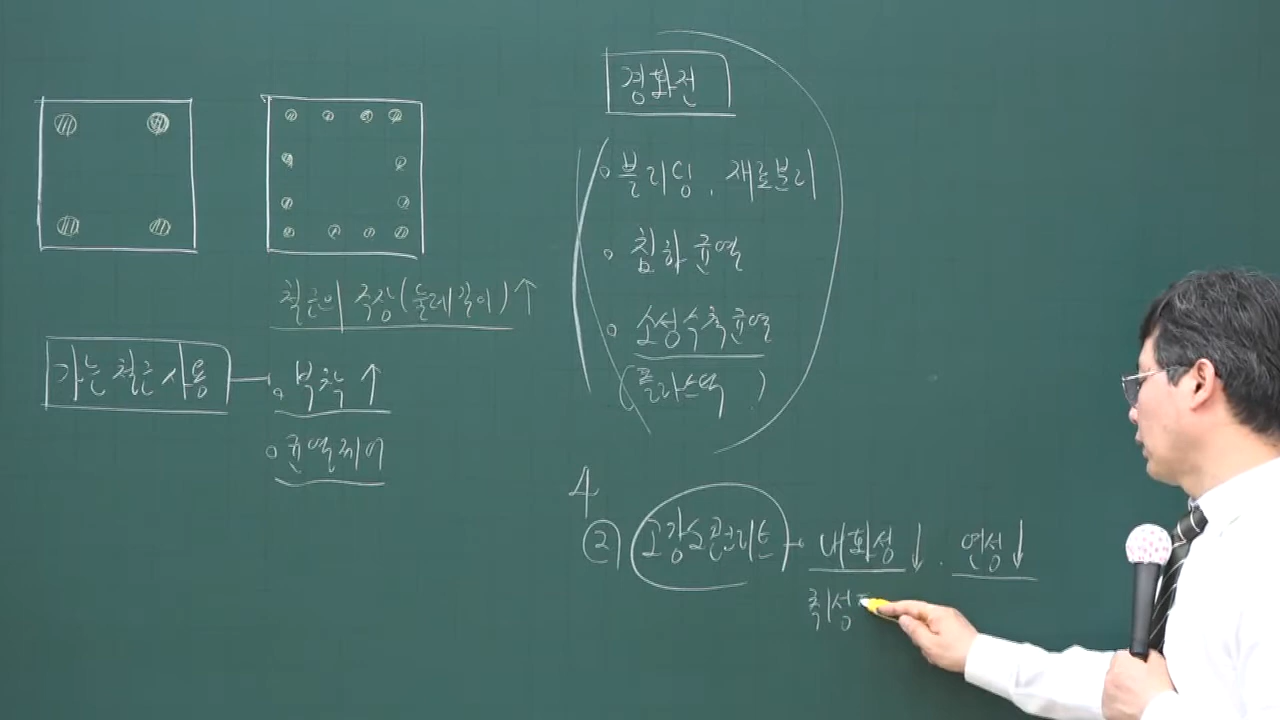 철근의 주장(둘레길이)↑
가는 철근 사용
부착↑
균열제어
경화전
블리딩, 재료분리
침하균열
소성수축균열
(플라스틱 )
4
② 고강도콘크리트 - 내화성↓ · 연성↓
취성